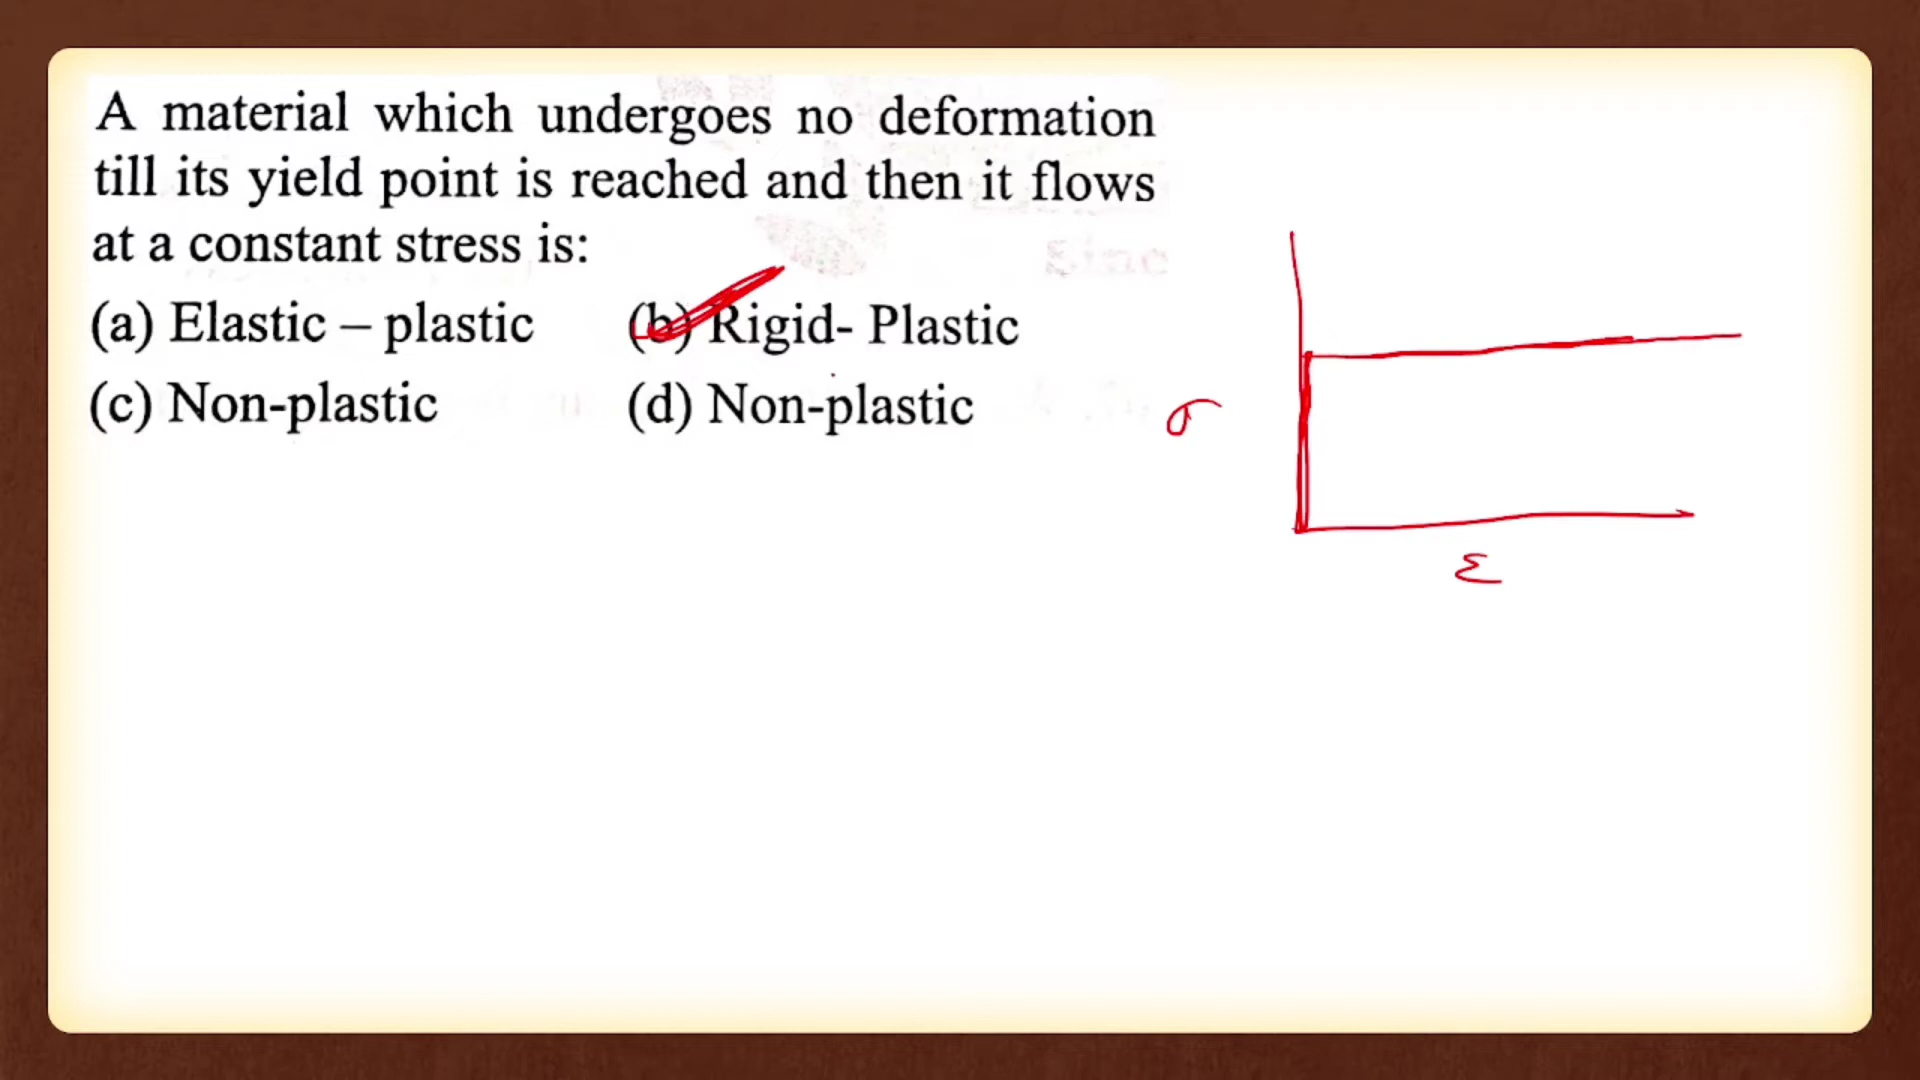 A material which undergoes no deformation
till its yield point is reached and then it flows
at a constant stress is:
(a) Elastic – plastic (b) Rigid- Plastic
(c) Non-plastic (d) Non-plastic
σ
ε